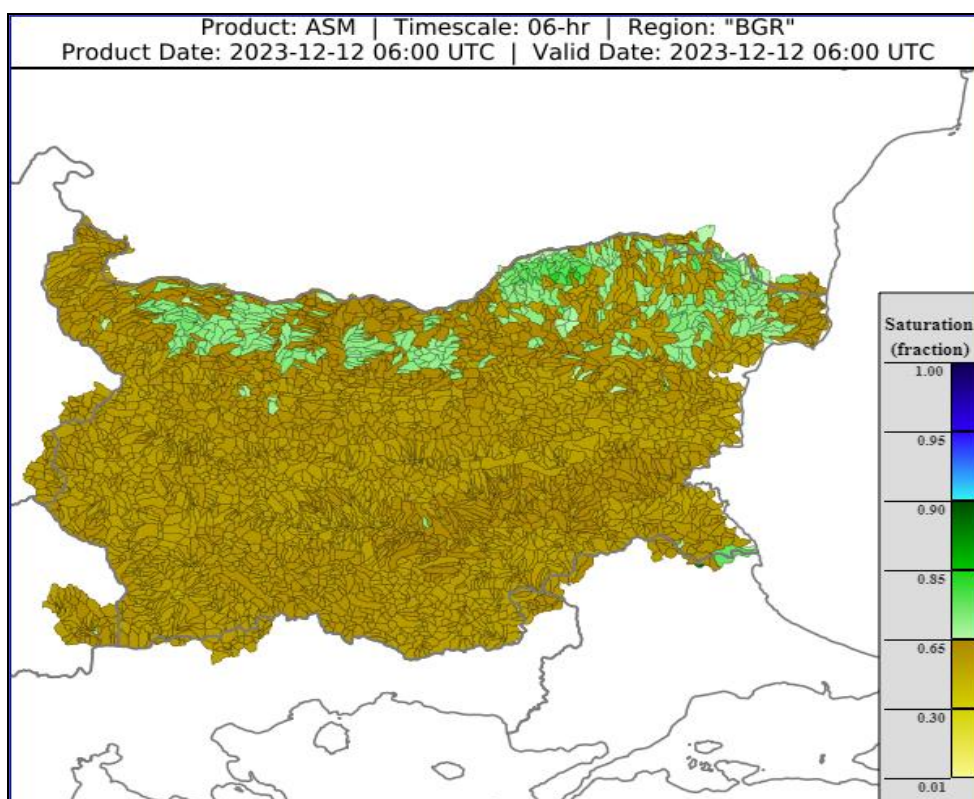 Product: ASM | Timescale: 06-hr | Region: "BGR"
Product Date: 2023-12-12 06:00 UTC | Valid Date: 2023-12-12 06:00 UTC
Saturation
(fraction)
1.00
0.95
0.90
0.85
0.65
0.30
0.01